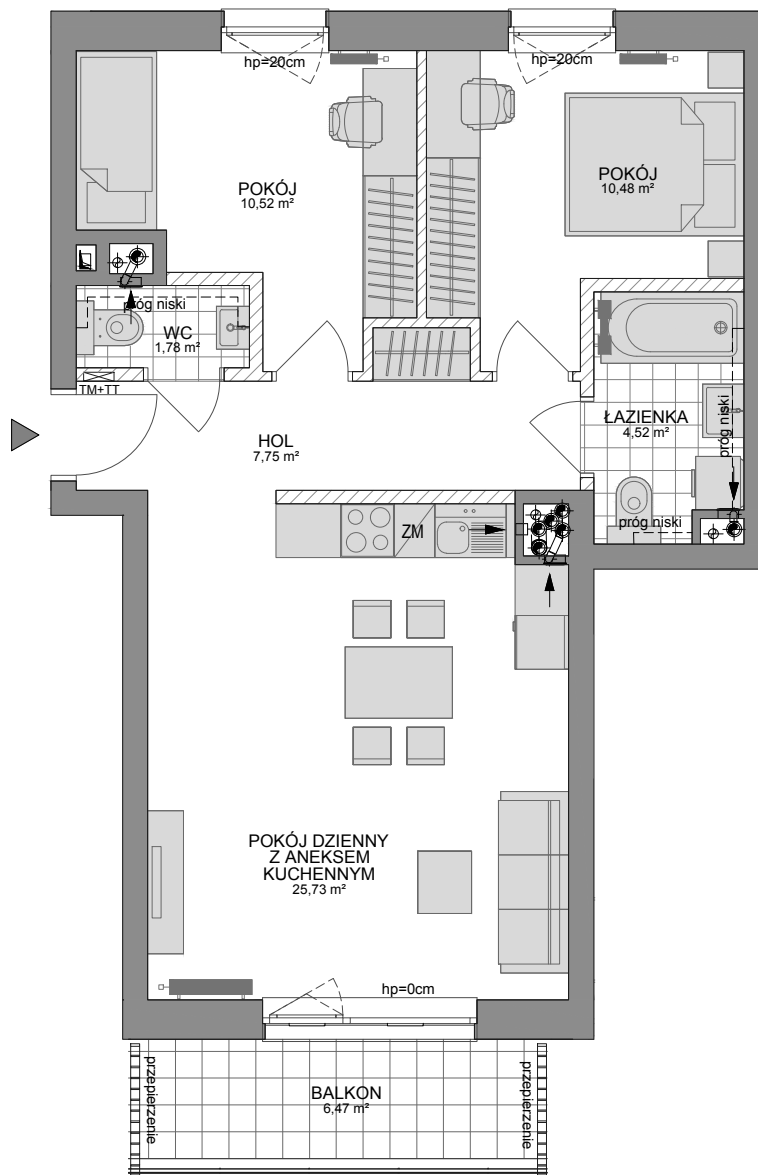 hp=20cm
hp=20cm
POKÓJ
10,52 m²
POKÓJ
10,48 m²
próg niski
WC
1,78 m²
TM+TT
HOL
7,75 m²
ŁAZIENKA
4,52 m²
próg niski
próg niski
ZM
POKÓJ DZIENNY
Z ANEKSEM
KUCHENNYM
25,73 m²
hp=0cm
przepierzenie
BALKON
6,47 m²
przepierzenie